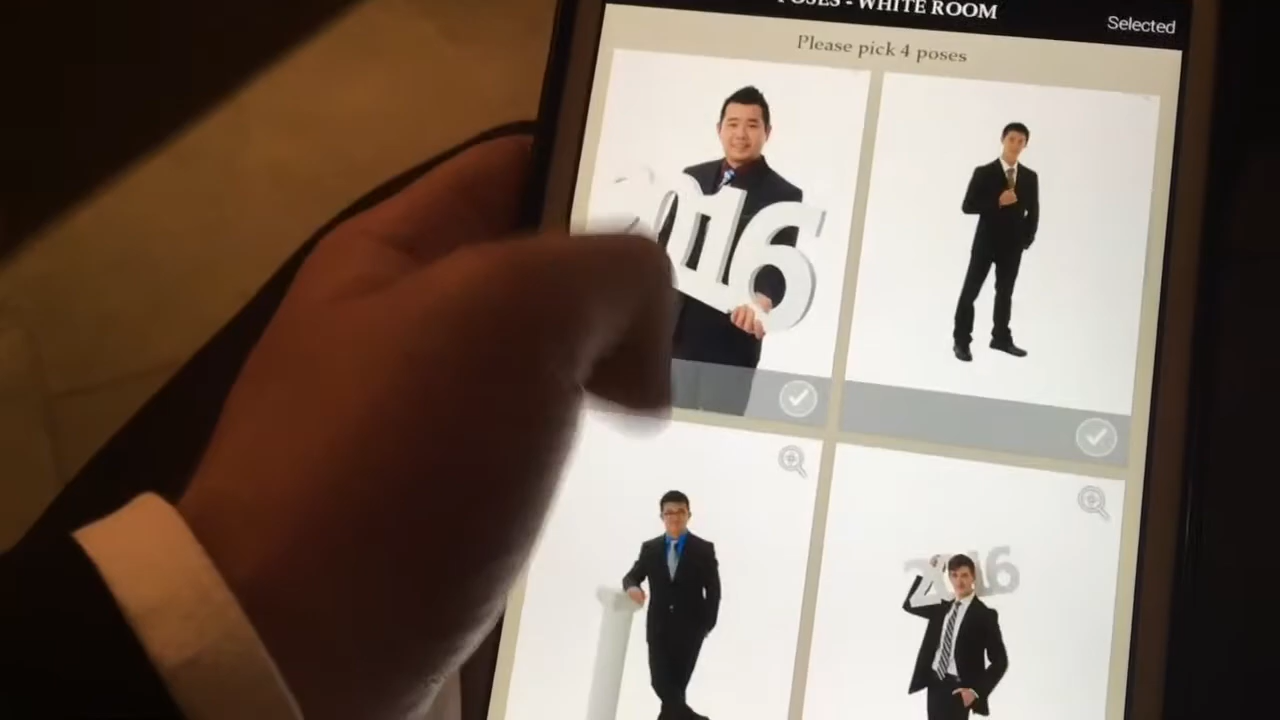 POSES - WHITE ROOM
Selected
Please pick 4 poses
2016
2016